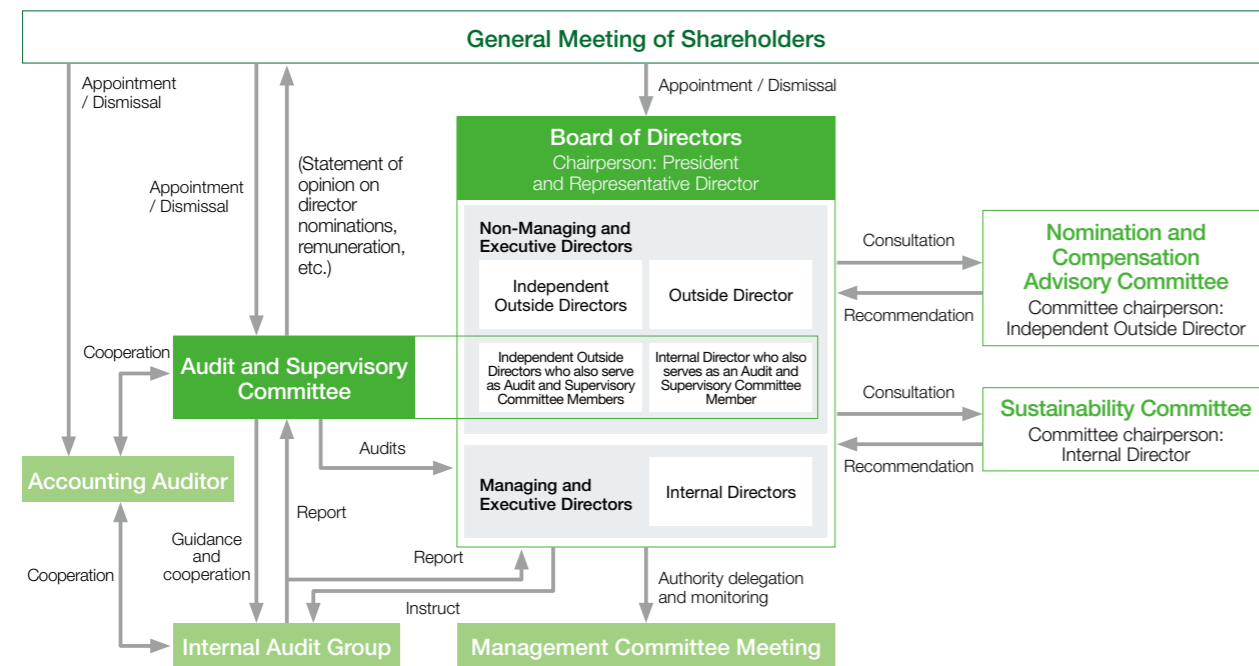 General Meeting of Shareholders
Appointment
/ Dismissal
Appointment
/ Dismissal
(Statement of
opinion on
director
nominations,
remuneration,
etc.)
Appointment / Dismissal
Board of Directors
Chairperson: President
and Representative Director
Non-Managing and
Executive Directors
Independent
Outside Directors
Outside Director
Independent Outside
Directors who also serve
as Audit and Supervisory
Committee Members
Internal Director who also
serves as an Audit and
Supervisory Committee
Member
Managing and
Executive Directors
Internal Directors
Consultation
Recommendation
Nomination and
Compensation
Advisory Committee
Committee chairperson:
Independent Outside Director
Consultation
Recommendation
Sustainability Committee
Committee chairperson:
Internal Director
Cooperation
Audit and Supervisory
Committee
Audits
Accounting Auditor
Report
Guidance
and
cooperation
Cooperation
Report
Instruct
Authority delegation
and monitoring
Internal Audit Group
Management Committee Meeting